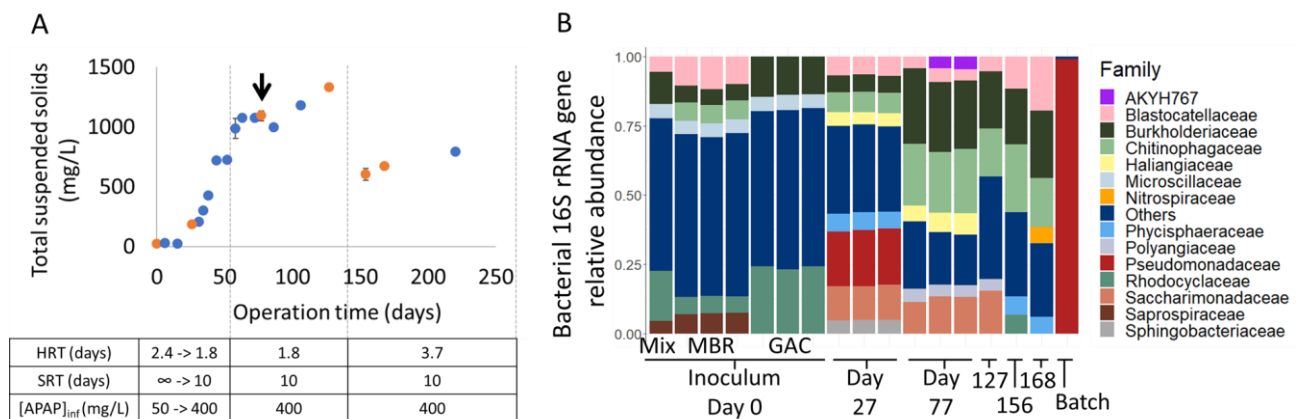 A
Total suspended solids
(mg/L)
1500
1000
500
0
0 50 100 150 200 250
Operation time (days)
HRT (days) 2.4 -> 1.8 1.8 3.7
SRT (days) ∞ -> 10 10 10
[APAP]inf (mg/L) 50 -> 400 400 400
B
Bacterial 16S rRNA gene
relative abundance
1.00
0.75
0.50
0.25
0.00
Mix MBR GAC
Inoculum
Day 0
Day
27
Day
77
127
156
168
Batch
Family
AKYH767
Blastocatellaceae
Burkholderiaceae
Chitinophagaceae
Haliangiaceae
Microscillaceae
Nitrospiraceae
Others
Phycisphaeraceae
Polyangiaceae
Pseudomonadaceae
Rhodocyclaceae
Saccharimonadaceae
Saprospiraceae
Sphingobacteriaceae